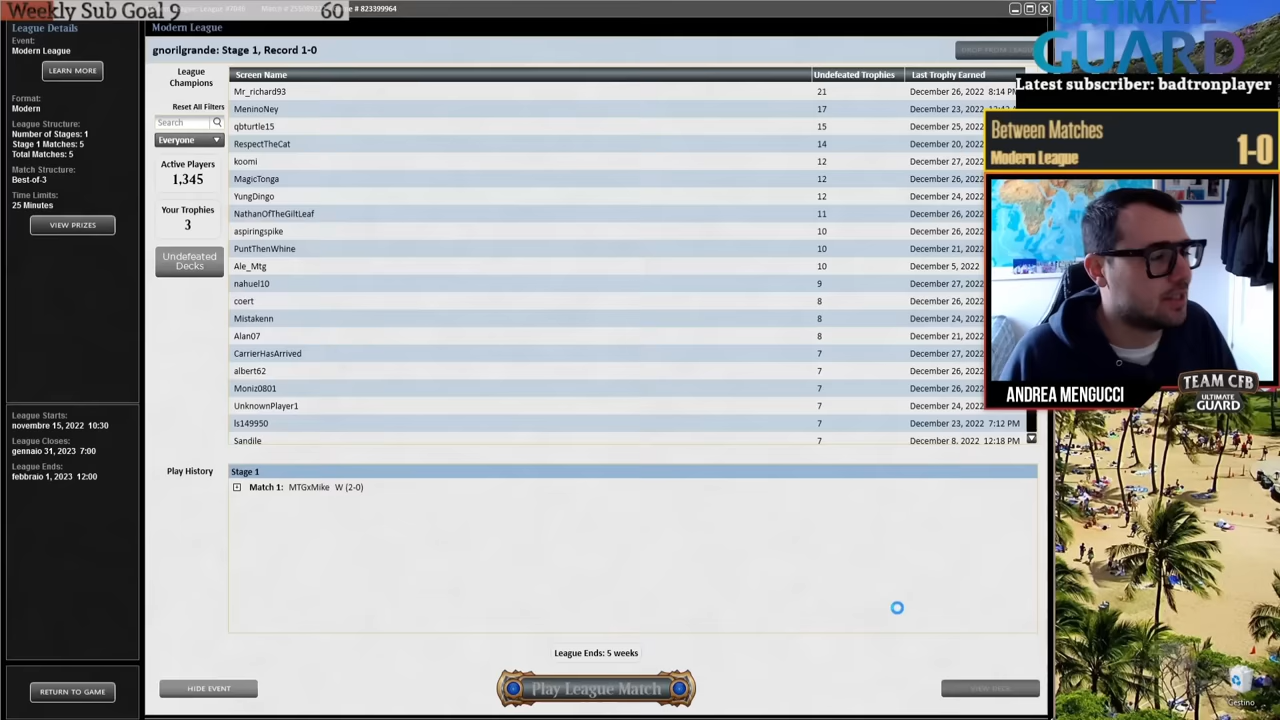 Weekly Sub Goal 9 60
# 823399964
League Details
Event:
Modern League
LEARN MORE
Format:
Modern
League Structure:
Number of Stages: 1
Stage 1 Matches: 5
Total Matches: 5
Match Structure:
Best-of-3
Time Limits:
25 Minutes
VIEW PRIZES
League Starts:
novembre 15, 2022 10:30
League Closes:
gennaio 31, 2023 7:00
League Ends:
febbraio 1, 2023 12:00
RETURN TO GAME
Modern League
gnorilgrande: Stage 1, Record 1-0
League
Champions
Reset All Filters
Search
Everyone
Active Players
1,345
Your Trophies
3
Undefeated
Decks
Screen Name Undefeated Trophies Last Trophy Earned
Mr_richard93 21 December 26, 2022 8:14 PM
MeninoNey 17 December 23, 2022
qbturtle15 15 December 25, 2022
RespectTheCat 14 December 20, 2022
koomi 12 December 27, 2022
MagicTonga 12 December 26, 2022
YungDingo 12 December 24, 2022
NathanOfTheGiltLeaf 11 December 26, 2022
aspiringspike 10 December 26, 2022
PuntThenWhine 10 December 21, 2022
Ale_Mtg 10 December 5, 2022
nahuel10 9 December 27, 2022
coert 8 December 26, 2022
Mistakenn 8 December 24, 2022
Alan07 8 December 21, 2022
CarrierHasArrived 7 December 27, 2022
albert62 7 December 26, 2022
Moniz0801 7 December 26, 2022
UnknownPlayer1 7 December 24, 2022
ls149950 7 December 23, 2022 7:12 PM
Sandile 7 December 8, 2022 12:18 PM
Play History
Stage 1
Match 1: MTGxMike W (2-0)
League Ends: 5 weeks
HIDE EVENT
Play League Match
VIEW DECK
ULTIMATE
GUARD
Latest subscriber: badtronplayer
Between Matches
Modern League 1-0
ANDREA MENGUCCI
TEAM CFB
ULTIMATE
GUARD
Cestino